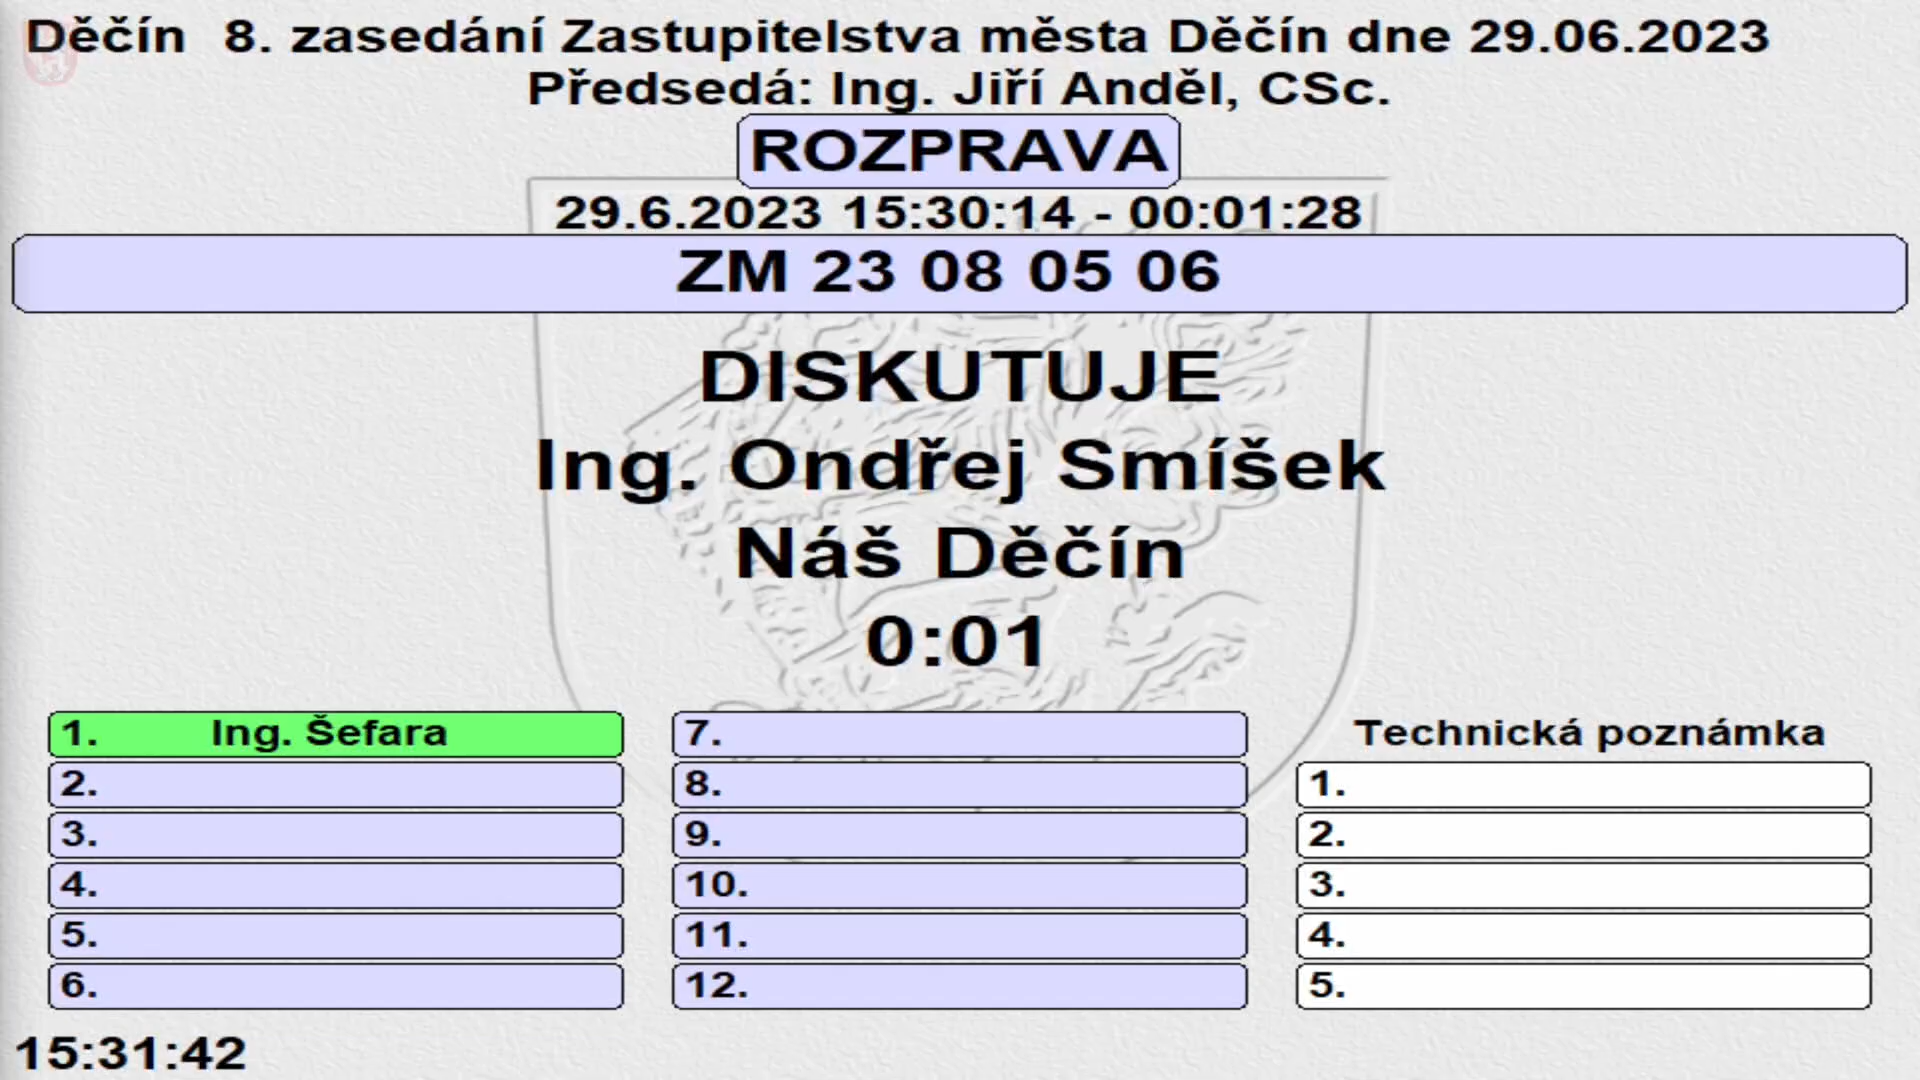 Děčín 8. zasedání Zastupitelstva města Děčín dne 29.06.2023
Předsedá: Ing. Jiří Anděl, CSc.
ROZPRAVA
29.6.2023 15:30:14 - 00:01:28
ZM 23 08 05 06
DISKUTUJE
Ing. Ondřej Smíšek
Náš Děčín
0:01
1. Ing. Šefara
2.
3.
4.
5.
6.
7.
8.
9.
10.
11.
12.
Technická poznámka
1.
2.
3.
4.
5.
15:31:42